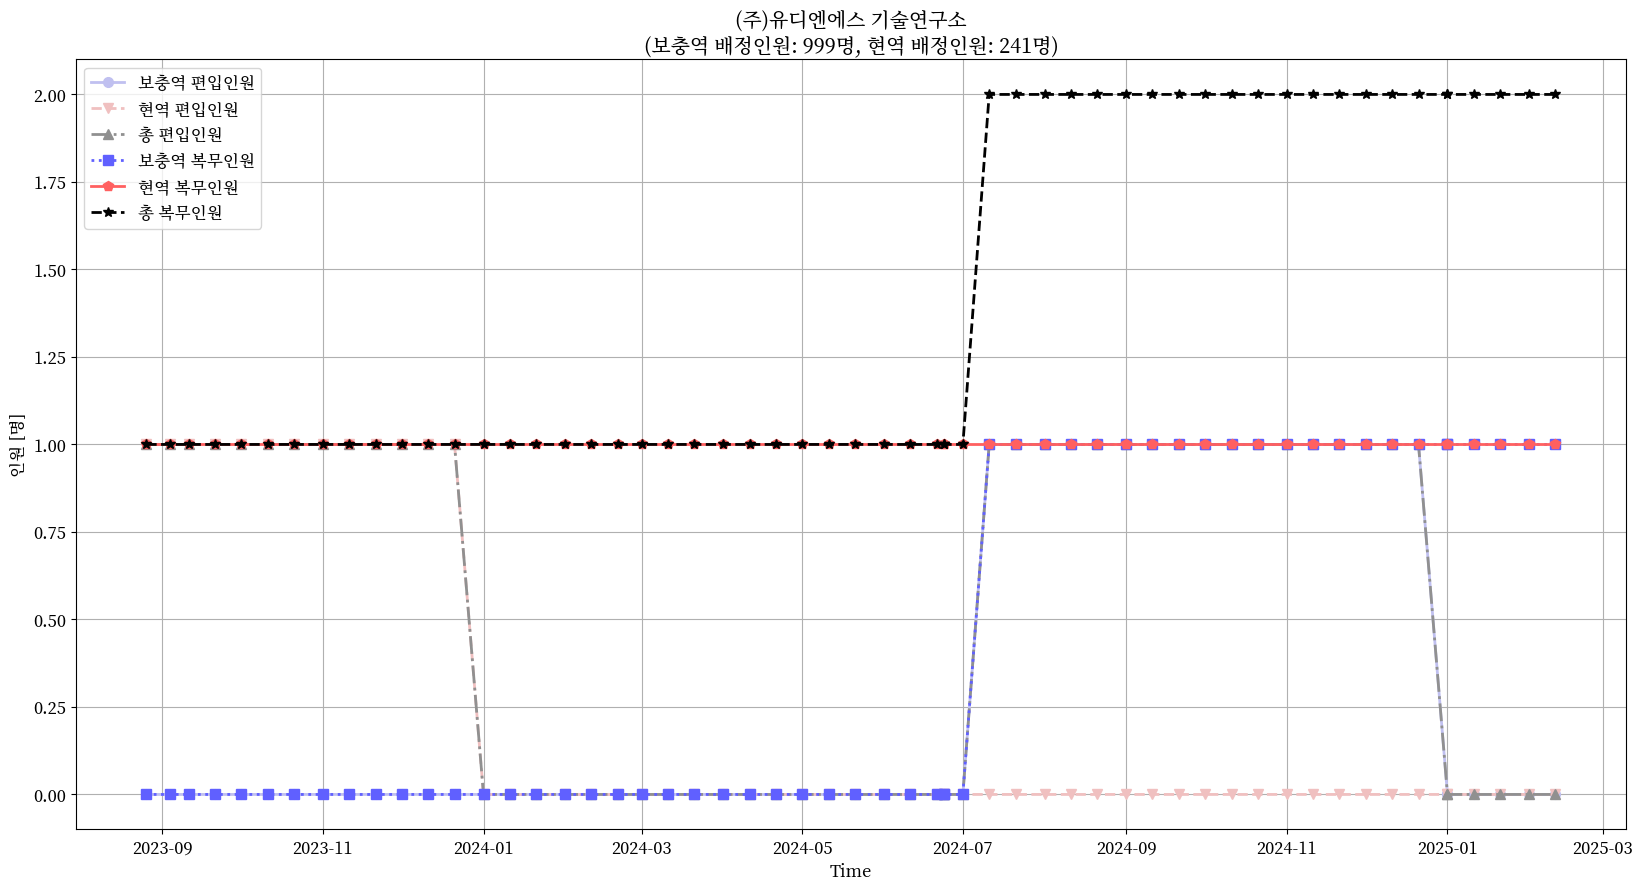 (주)유디엔에스 기술연구소
(보충역 배정인원: 999명, 현역 배정인원: 241명)
보충역 편입인원
현역 편입인원
총 편입인원
보충역 복무인원
현역 복무인원
총 복무인원
인원 [명]
2.00
1.75
1.50
1.25
1.00
0.75
0.50
0.25
0.00
2023-09 2023-11 2024-01 2024-03 2024-05 2024-07 2024-09 2024-11 2025-01 2025-03
Time